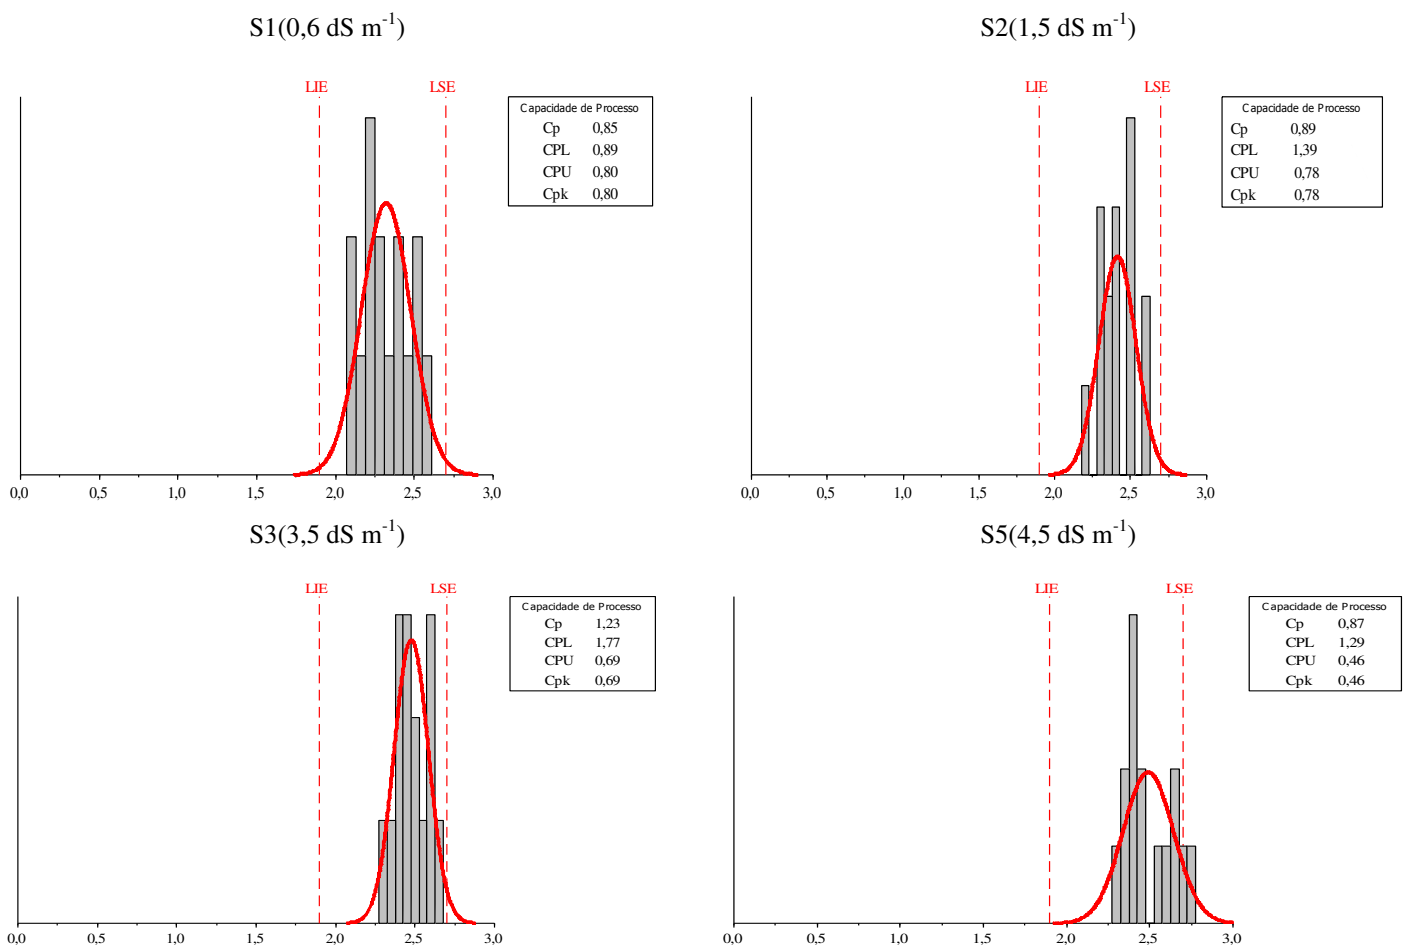 S1(0,6 dS m⁻¹)
LIE
LSE
Capacidade de Processo
Cp 0,85
CPL 0,89
CPU 0,80
Cpk 0,80
0,0 0,5 1,0 1,5 2,0 2,5 3,0
S2(1,5 dS m⁻¹)
LIE
LSE
Capacidade de Processo
Cp 0,89
CPL 1,39
CPU 0,78
Cpk 0,78
0,0 0,5 1,0 1,5 2,0 2,5 3,0
S3(3,5 dS m⁻¹)
LIE
LSE
Capacidade de Processo
Cp 1,23
CPL 1,77
CPU 0,69
Cpk 0,69
0,0 0,5 1,0 1,5 2,0 2,5 3,0
S5(4,5 dS m⁻¹)
LIE
LSE
Capacidade de Processo
Cp 0,87
CPL 1,29
CPU 0,46
Cpk 0,46
0,0 0,5 1,0 1,5 2,0 2,5 3,0